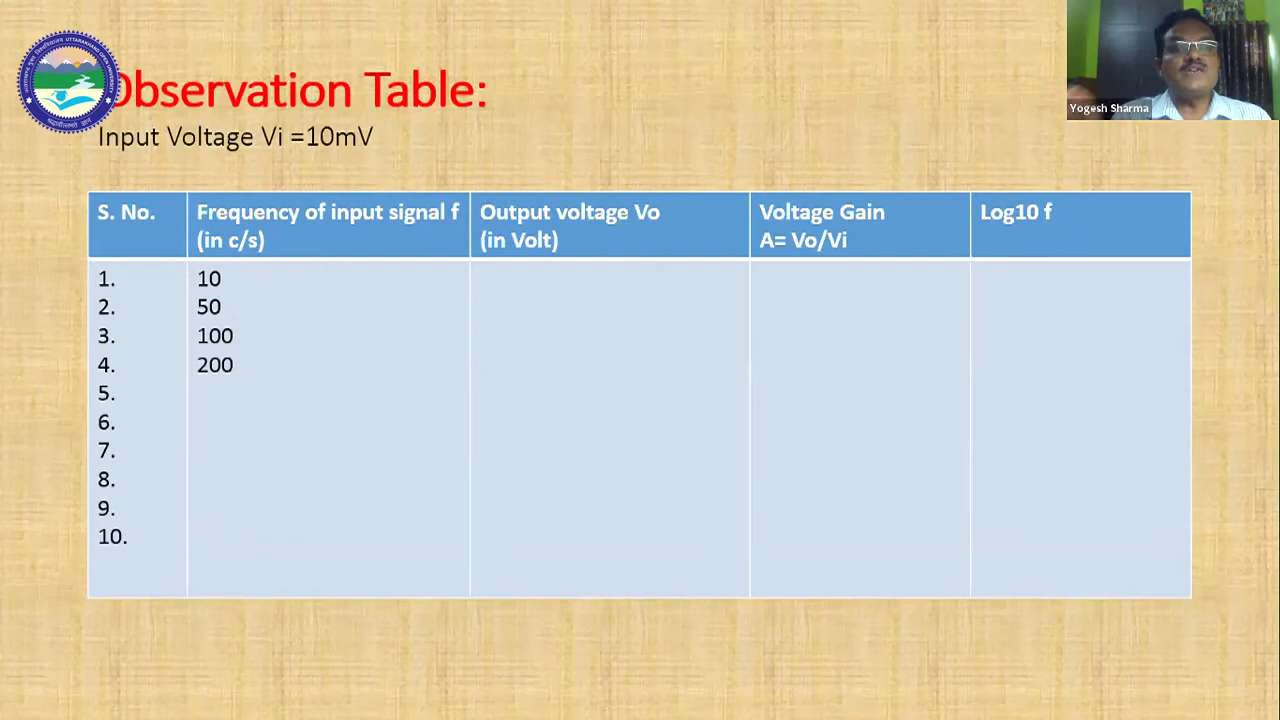 Observation Table:
Input Voltage Vi =10mV
Yogesh Sharma
S. No.
Frequency of input signal f
(in c/s)
Output voltage Vo
(in Volt)
Voltage Gain
A= Vo/Vi
Log10 f
1.
10
2.
50
3.
100
4.
200
5.
6.
7.
8.
9.
10.